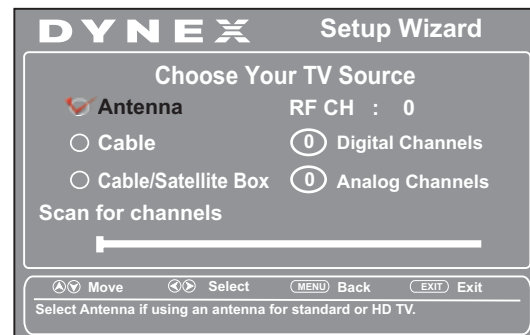 DYNEX Setup Wizard
Choose Your TV Source
Antenna RF CH : 0
Cable 0 Digital Channels
Cable/Satellite Box 0 Analog Channels
Scan for channels
Move Select MENU Back EXIT Exit
Select Antenna if using an antenna for standard or HD TV.